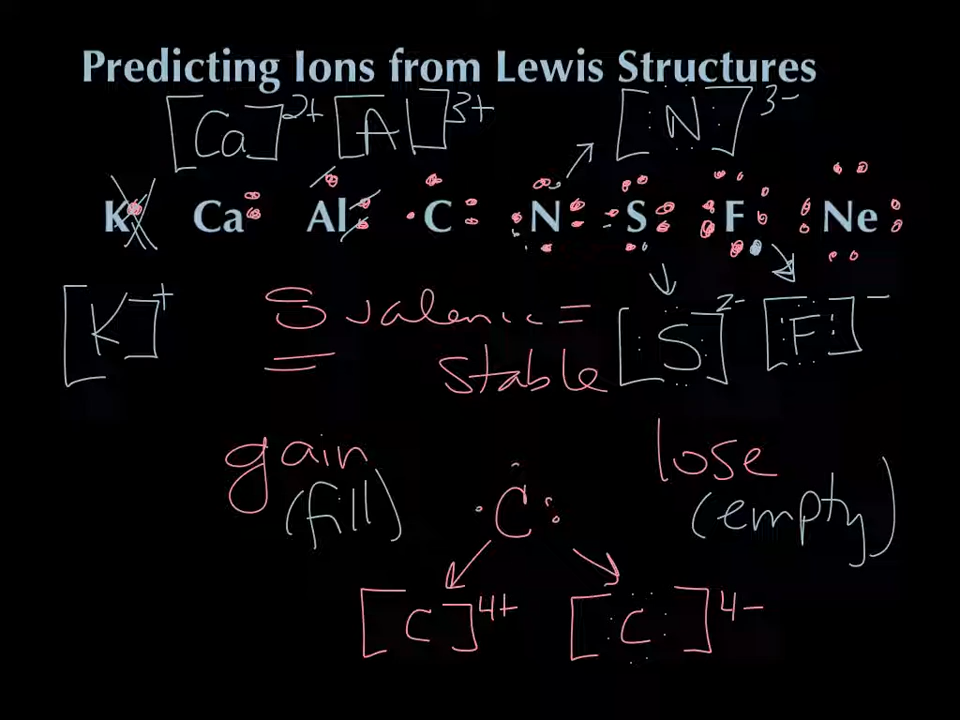 Predicting Ions from Lewis Structures
[Ca]2+ [Al]3+ [N]3-
K Ca Al C N S F Ne
[K]+ 8 valence = [S]2- [F]-
stable
gain lose
(fill) C (empty)
[C]4+ [C]4-